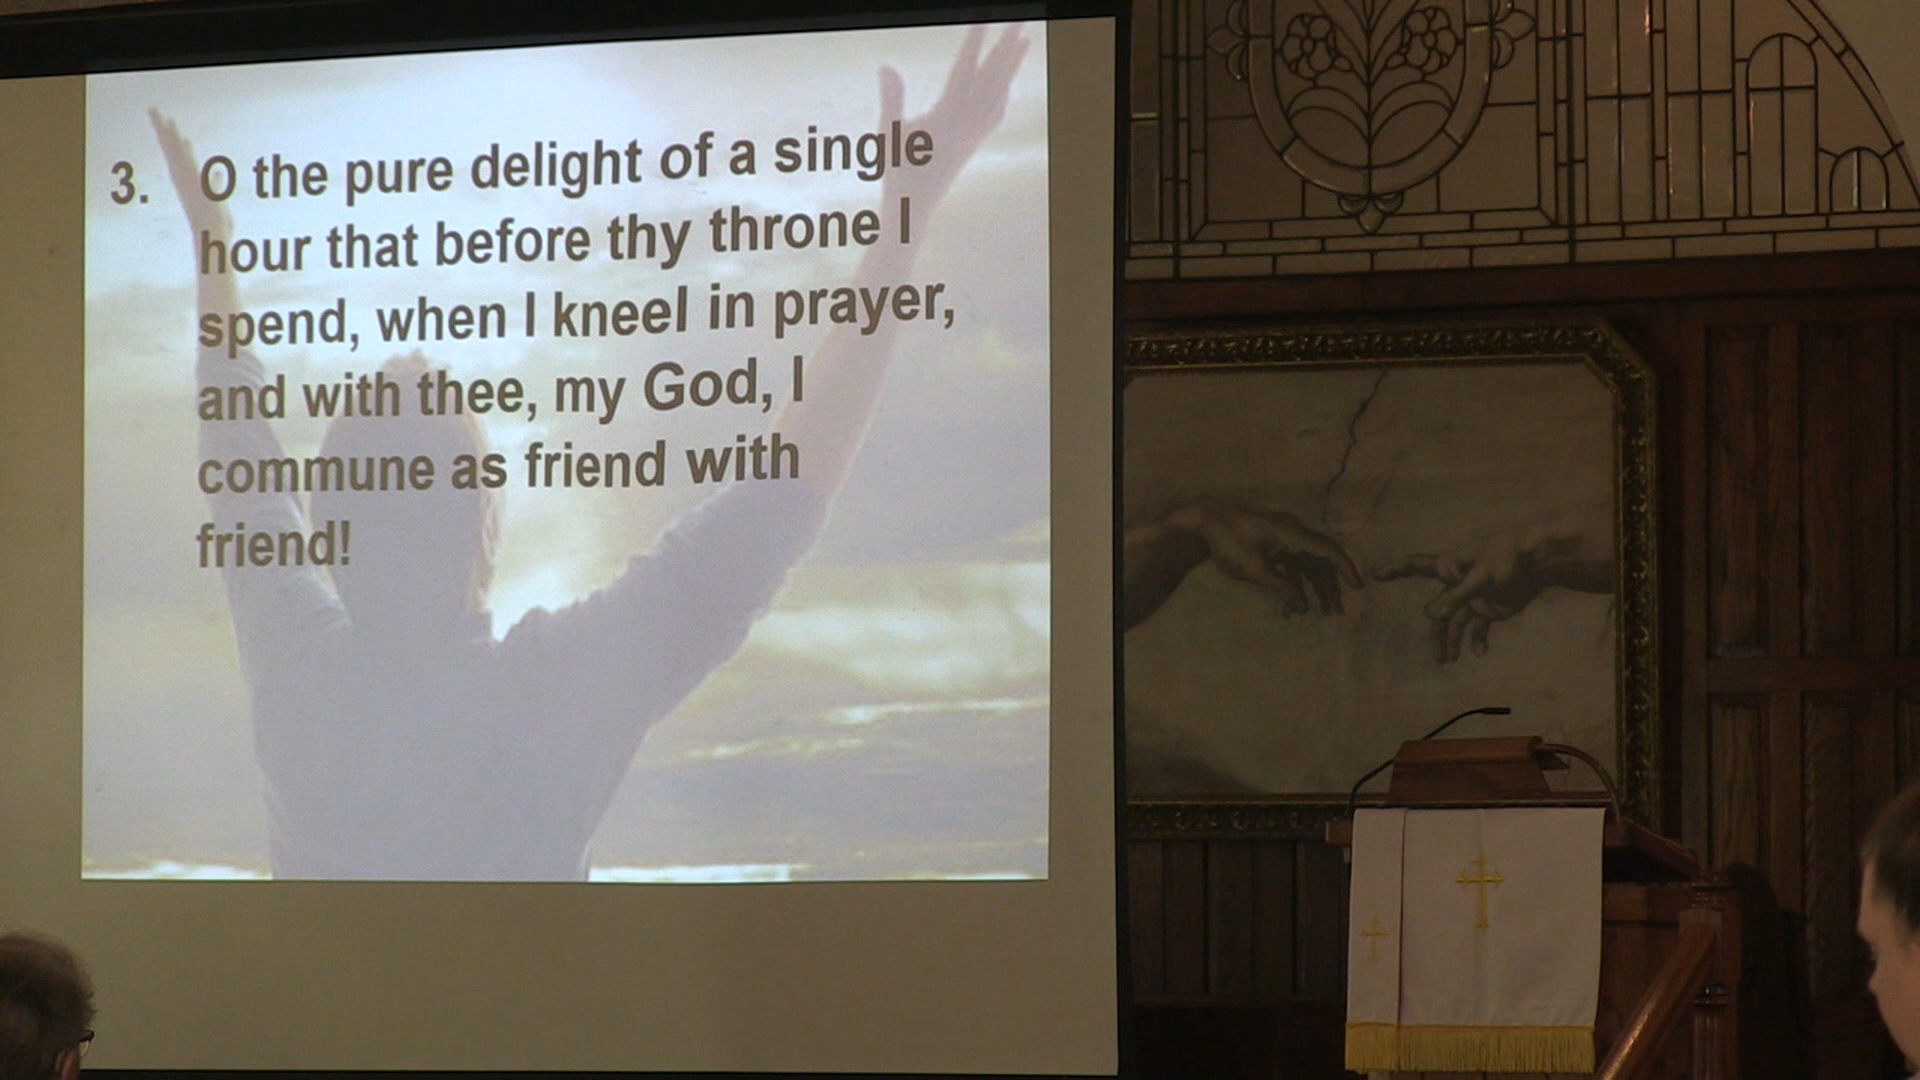 3. O the pure delight of a single
hour that before thy throne I
spend, when I kneel in prayer,
and with thee, my God, I
commune as friend with
friend!